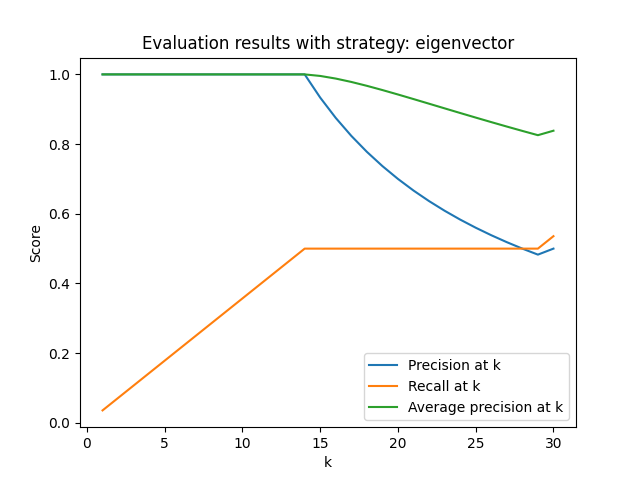 Evaluation results with strategy: eigenvector
1.0
0.8
0.6
0.4
0.2
0.0
Score
0 5 10 15 20 25 30
k
Precision at k
Recall at k
Average precision at k